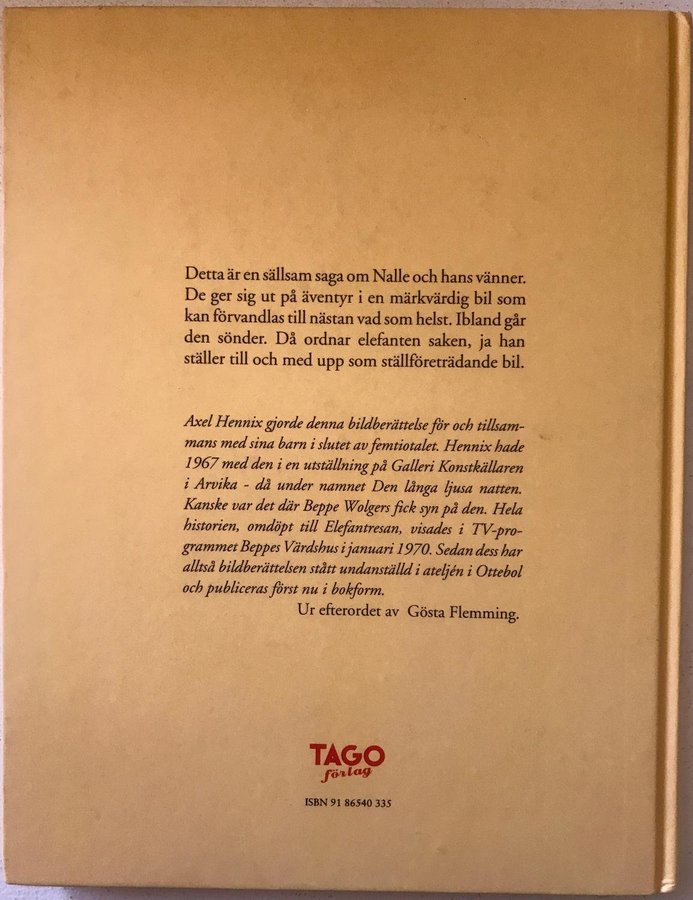 Detta är en sällsam saga om Nalle och hans vänner.
De ger sig ut på äventyr i en märkvärdig bil som
kan förvandlas till nästan vad som helst. Ibland går
den sönder. Då ordnar elefanten saken, ja han
ställer till och med upp som ställföreträdande bil.
Axel Hennix gjorde denna bildberättelse för och tillsam-
mans med sina barn i slutet av femtiotalet. Hennix hade
1967 med den i en utställning på Galleri Konstkällaren
i Arvika - då under namnet Den långa ljusa natten.
Kanske var det där Beppe Wolgers fick syn på den. Hela
historien, omdöpt till Elefantresan, visades i TV-pro-
grammet Beppes Värdshus i januari 1970. Sedan dess har
alltså bildberättelsen stått undanställd i ateljén i Ottebol
och publiceras först nu i bokform.
Ur efterordet av Gösta Flemming.
TAGO
förlag
ISBN 91 86540 335